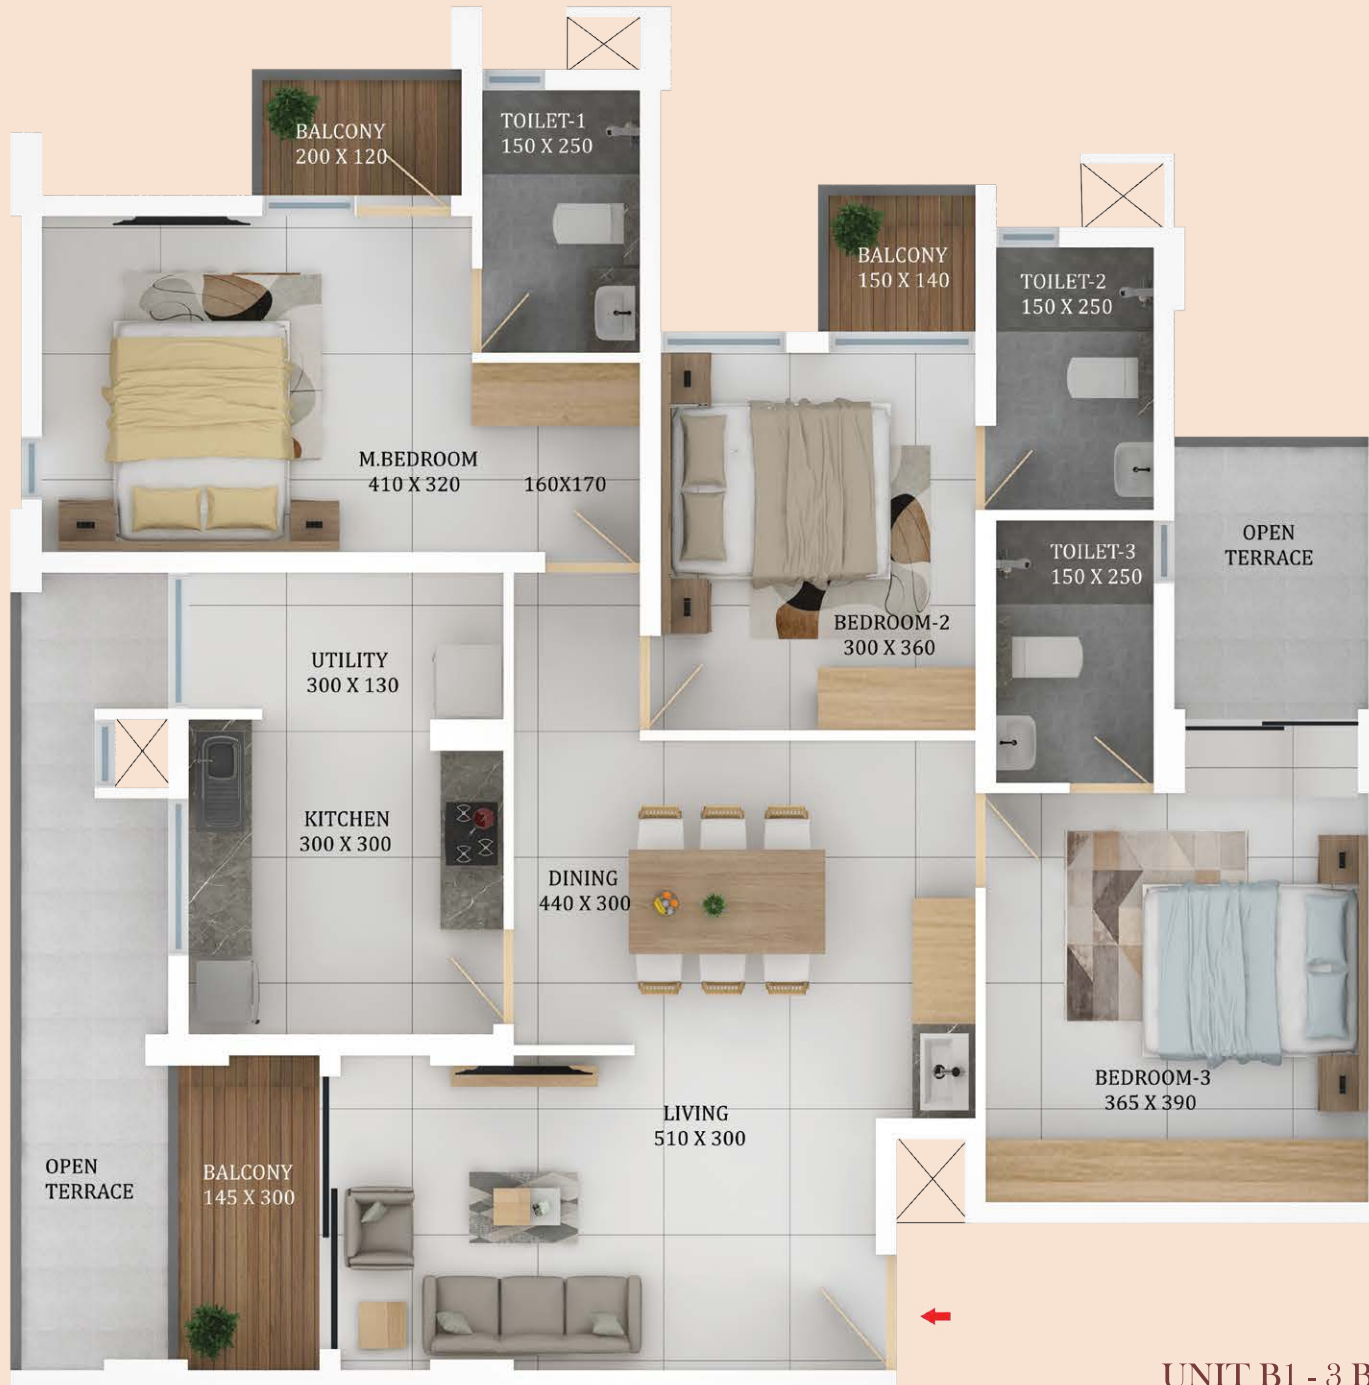 BALCONY
200 X 120
TOILET-1
150 X 250
BALCONY
150 X 140
TOILET-2
150 X 250
M.BEDROOM
410 X 320
160X170
OPEN
TERRACE
TOILET-3
150 X 250
BEDROOM-2
300 X 360
UTILITY
300 X 130
KITCHEN
300 X 300
DINING
440 X 300
BEDROOM-3
365 X 390
LIVING
510 X 300
OPEN
TERRACE
BALCONY
145 X 300
UNIT B1 - 3 B